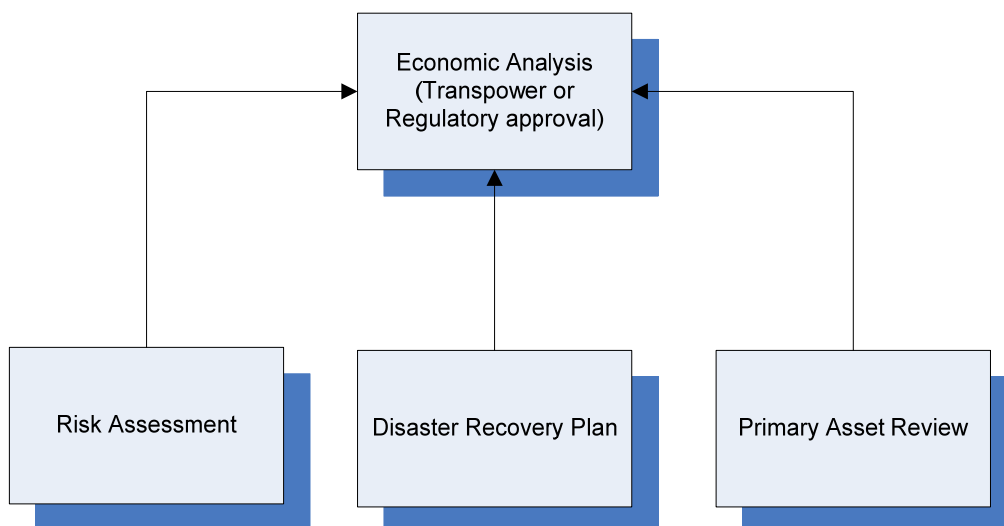 Economic Analysis
(Transpower or
Regulatory approval)
Risk Assessment
Disaster Recovery Plan
Primary Asset Review